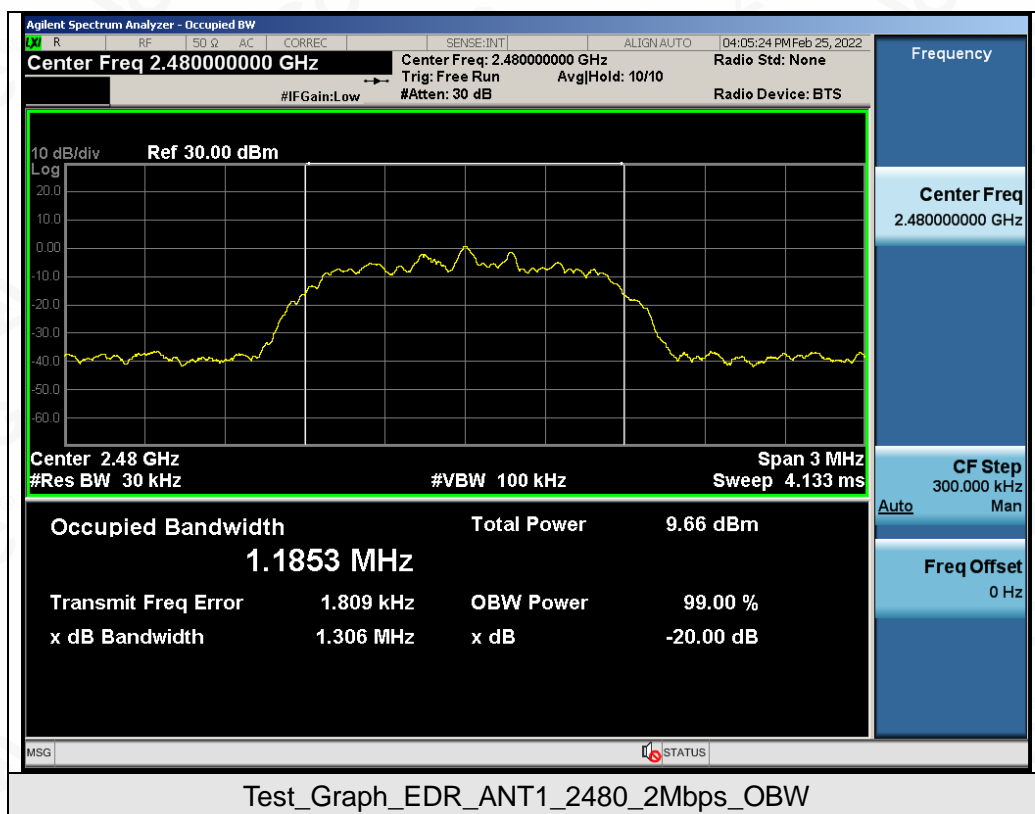 Agilent Spectrum Analyzer - Occupied BW
LXI R RF 50 Ω AC CORREC SENSE:INT ALIGN AUTO 04:05:24 PM Feb 25, 2022
Center Freq 2.480000000 GHz Center Freq: 2.480000000 GHz Radio Std: None
Trig: Free Run Avg|Hold: 10/10
#IFGain:Low #Atten: 30 dB Radio Device: BTS
10 dB/div Ref 30.00 dBm
Log
20.0
10.0
0.00
-10.0
-20.0
-30.0
-40.0
-50.0
-60.0
Center 2.48 GHz Span 3 MHz
#Res BW 30 kHz #VBW 100 kHz Sweep 4.133 ms
Occupied Bandwidth Total Power 9.66 dBm
1.1853 MHz
Transmit Freq Error 1.809 kHz OBW Power 99.00 %
x dB Bandwidth 1.306 MHz x dB -20.00 dB
Frequency
Center Freq
2.480000000 GHz
CF Step
300.000 kHz
Auto Man
Freq Offset
0 Hz
MSG STATUS
Test_Graph_EDR_ANT1_2480_2Mbps_OBW